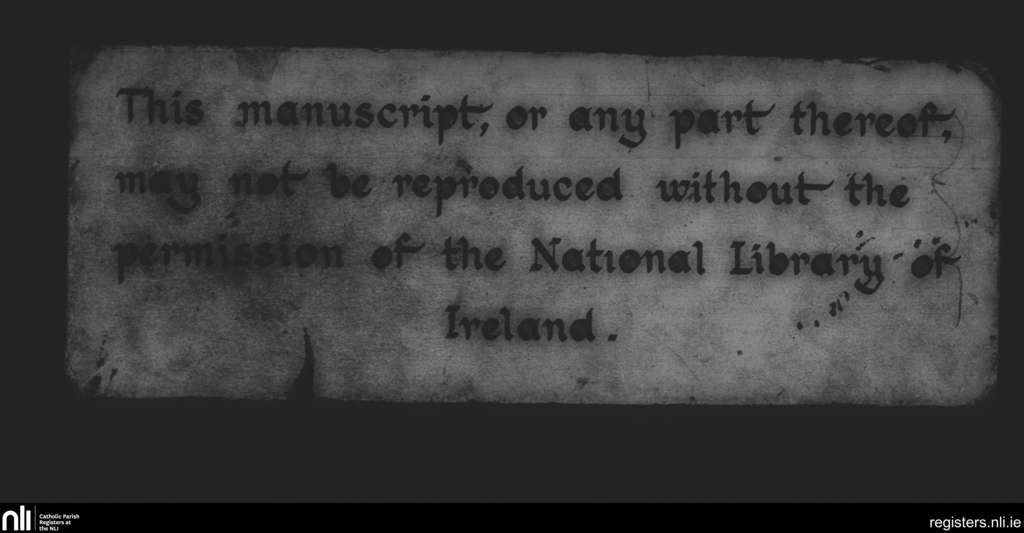 This manuscript, or any part thereof,
may not be reproduced without the
permission of the National Library of
Ireland.
nli
Catholic Parish
Registers at
the NLI
registers.nli.ie